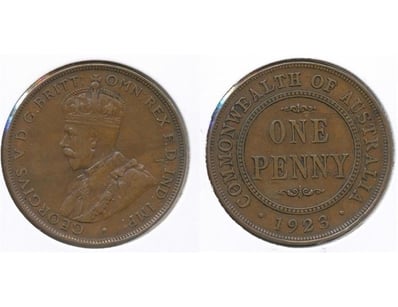 GEORGIVS V D.G. BRITT: OMN: REX F.D. IND: IMP:
COMMONWEALTH OF AUSTRALIA
ONE
PENNY
· 1923 ·